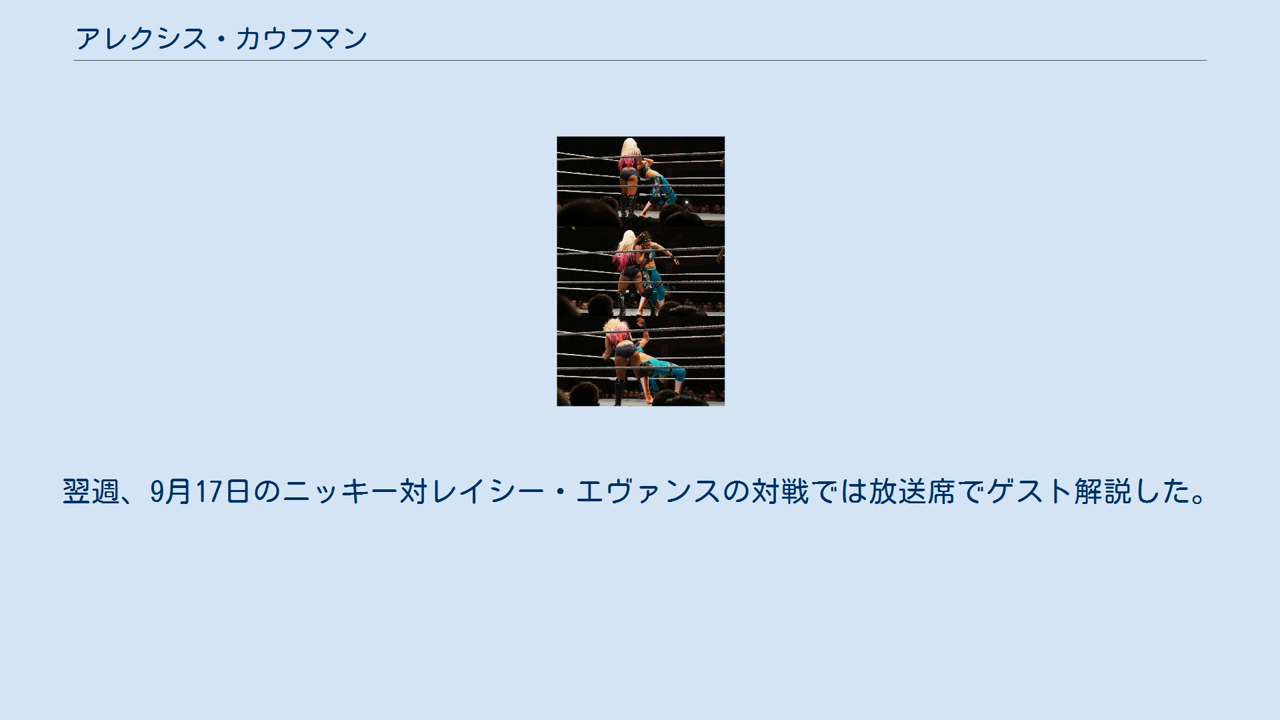 アレクシス・カウフマン
翌週、9月17日のニッキー対レイシー・エヴァンスの対戦では放送席でゲスト解説した。